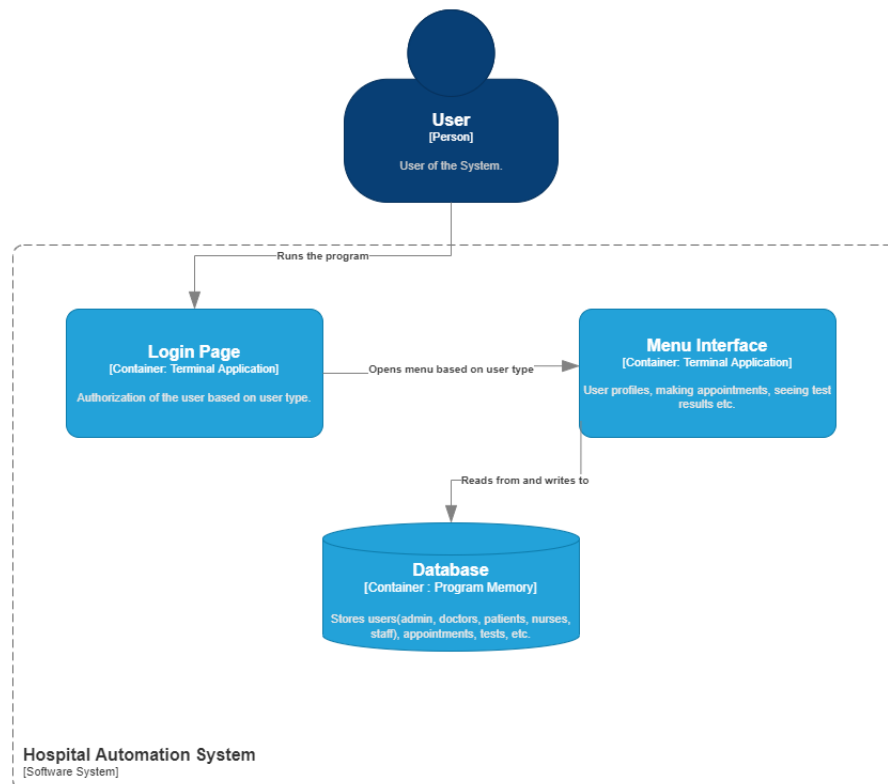 User
[Person]
User of the System.
Runs the program
Login Page
[Container: Terminal Application]
Authorization of the user based on user type.
Opens menu based on user type
Menu Interface
[Container: Terminal Application]
User profiles, making appointments, seeing test
results etc.
Reads from and writes to
Database
[Container : Program Memory]
Stores users(admin, doctors, patients, nurses,
staff), appointments, tests, etc.
Hospital Automation System
[Software System]